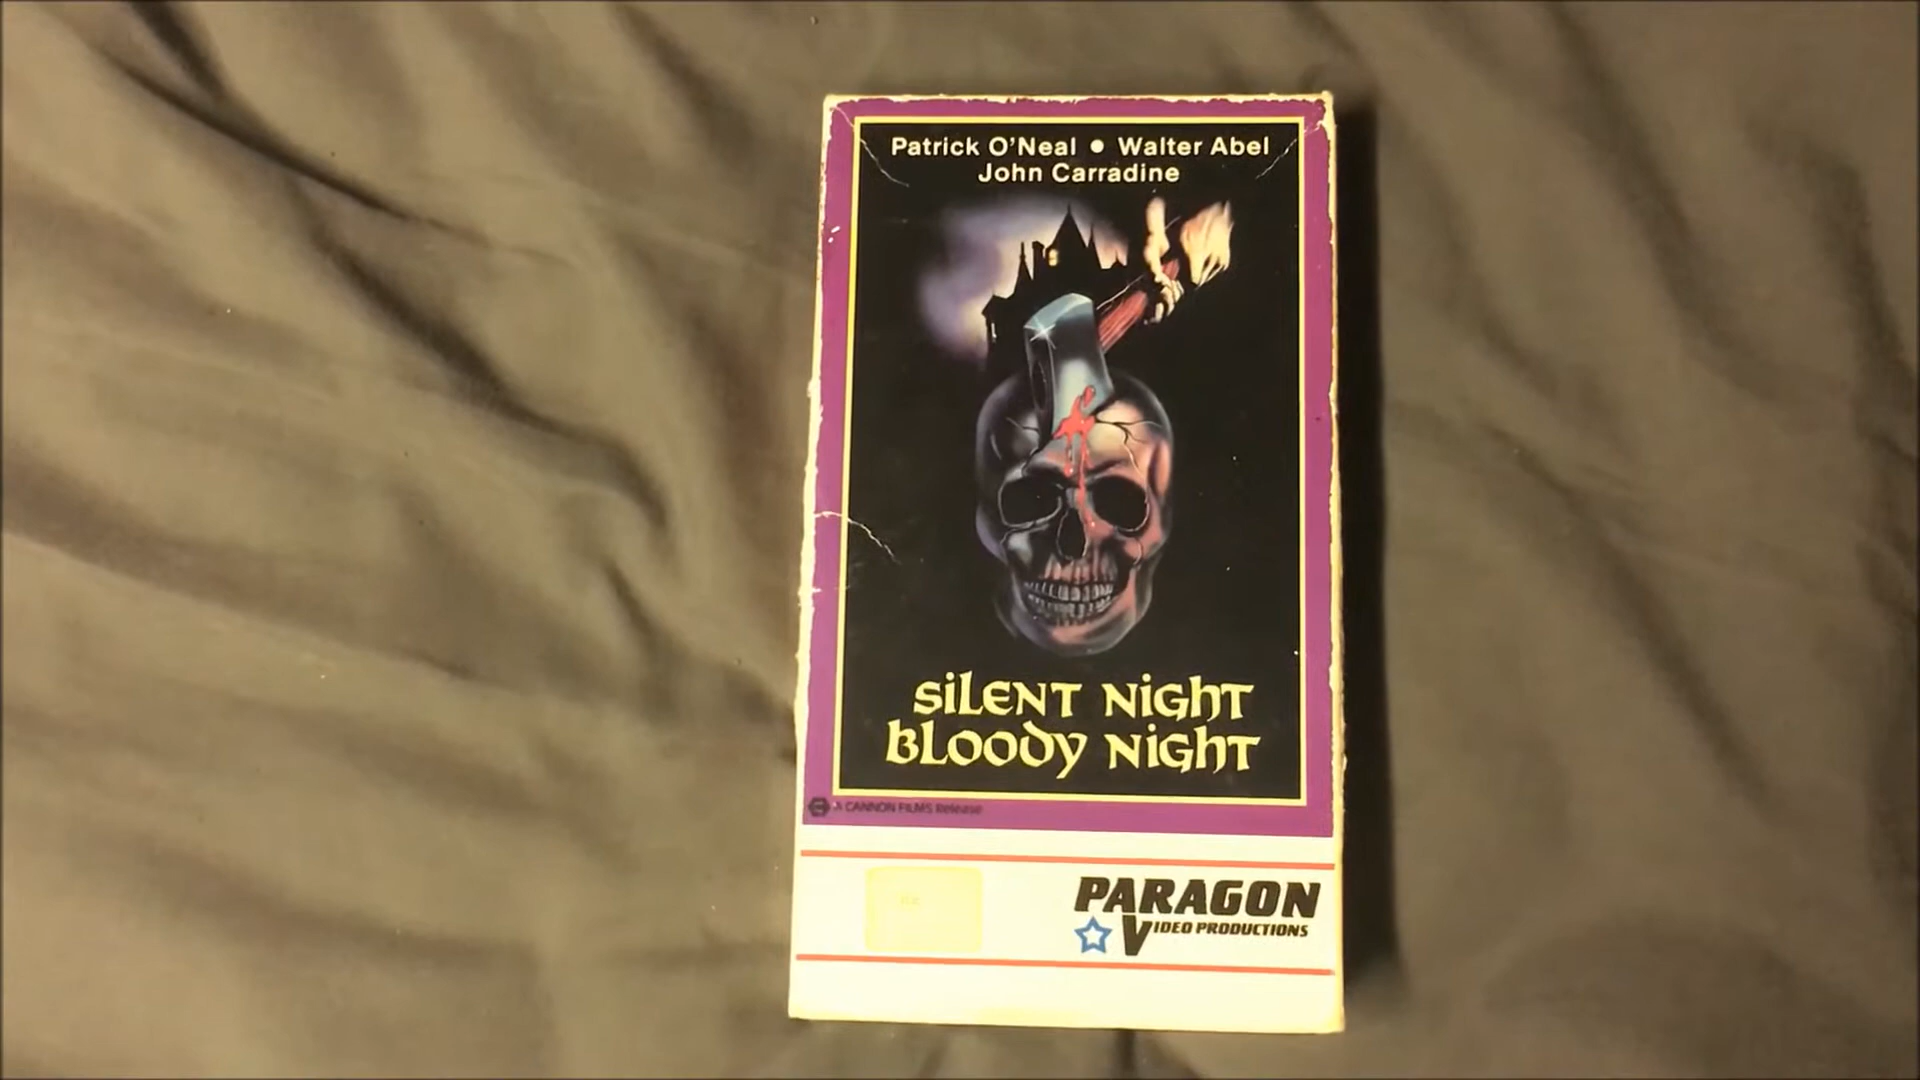 Patrick O'Neal • Walter Abel
John Carradine
SiLENT NiGhT
BLOODY NiGhT
A CANNON FILMS Release
PARAGON
VIDEO PRODUCTIONS